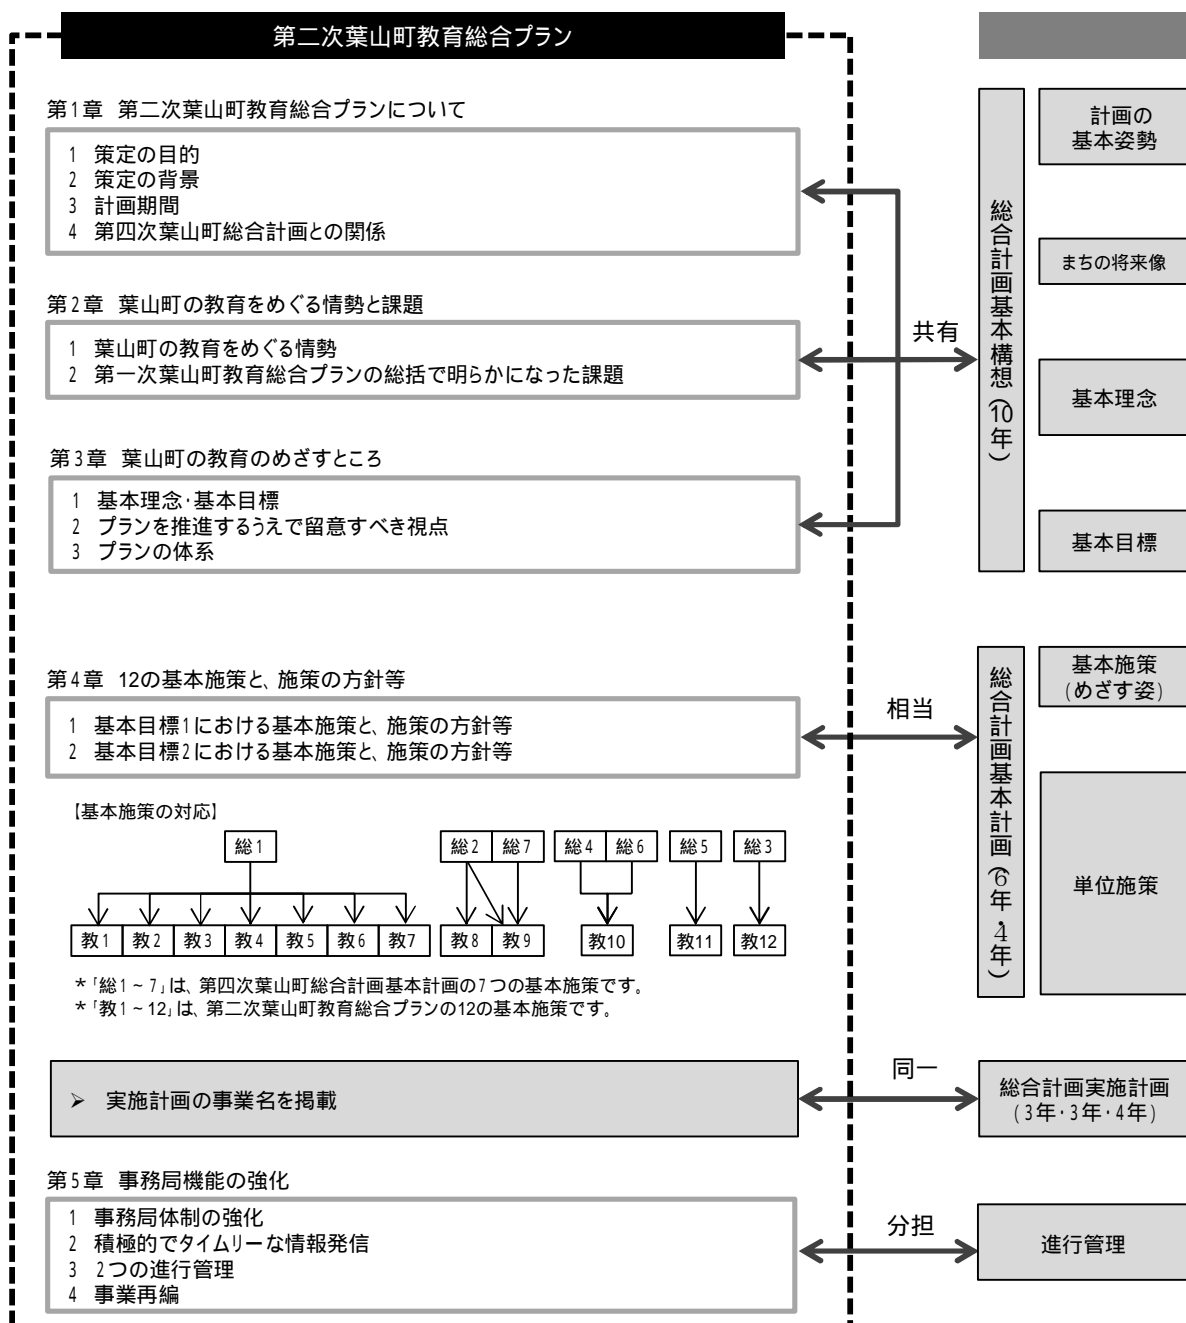 第二次葉山町教育総合プラン
第1章 第二次葉山町教育総合プランについて
1 策定の目的
2 策定の背景
3 計画期間
4 第四次葉山町総合計画との関係
第2章 葉山町の教育をめぐる情勢と課題
1 葉山町の教育をめぐる情勢
2 第一次葉山町教育総合プランの総括で明らかになった課題
第3章 葉山町の教育のめざすところ
1 基本理念・基本目標
2 プランを推進するうえで留意すべき視点
3 プランの体系
共有
総合計画基本構想(10年)
計画の
基本姿勢
まちの将来像
基本理念
基本目標
第4章 12の基本施策と、施策の方針等
1 基本目標1における基本施策と、施策の方針等
2 基本目標2における基本施策と、施策の方針等
相当
総合計画基本計画(6年・4年)
基本施策
(めざす姿)
単位施策
【基本施策の対応】
総1 総2 総7 総4 総6 総5 総3
教1 教2 教3 教4 教5 教6 教7 教8 教9 教10 教11 教12
*「総1~7」は、第四次葉山町総合計画基本計画の7つの基本施策です。
*「教1~12」は、第二次葉山町教育総合プランの12の基本施策です。
➢ 実施計画の事業名を掲載
同一
総合計画実施計画
(3年・3年・4年)
第5章 事務局機能の強化
1 事務局体制の強化
2 積極的でタイムリーな情報発信
3 2つの進行管理
4 事業再編
分担
進行管理